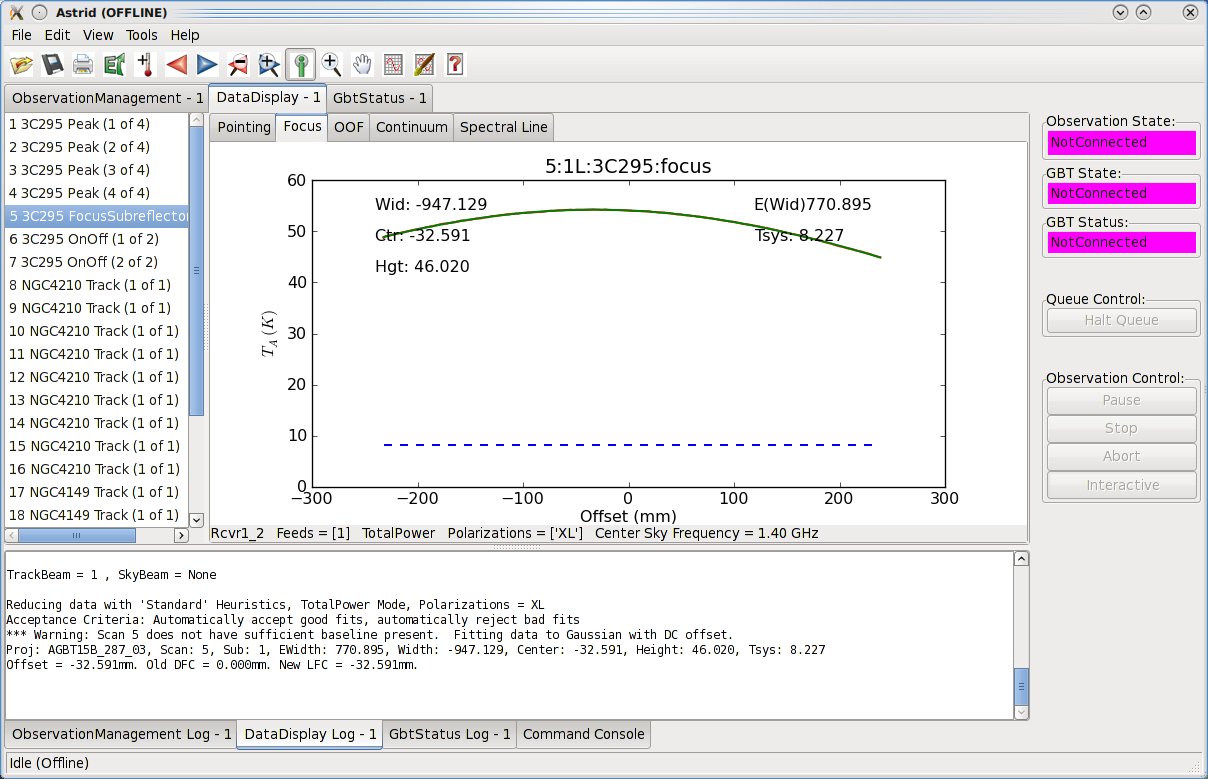 Astrid (OFFLINE)
File Edit View Tools Help
ObservationManagement - 1 DataDisplay - 1 GbtStatus - 1
1 3C295 Peak (1 of 4)
2 3C295 Peak (2 of 4)
3 3C295 Peak (3 of 4)
4 3C295 Peak (4 of 4)
5 3C295 FocusSubreflector
6 3C295 OnOff (1 of 2)
7 3C295 OnOff (2 of 2)
8 NGC4210 Track (1 of 1)
9 NGC4210 Track (1 of 1)
10 NGC4210 Track (1 of 1)
11 NGC4210 Track (1 of 1)
12 NGC4210 Track (1 of 1)
13 NGC4210 Track (1 of 1)
14 NGC4210 Track (1 of 1)
15 NGC4210 Track (1 of 1)
16 NGC4210 Track (1 of 1)
17 NGC4149 Track (1 of 1)
18 NGC4149 Track (1 of 1)
Pointing Focus OOF Continuum Spectral Line
5:1L:3C295:focus
Wid: -947.129 E(Wid)770.895
Ctr: -32.591 Tsys: 8.227
Hgt: 46.020
60
50
40
30
20
10
0
T_A (K)
−300 −200 −100 0 100 200 300
Offset (mm)
Rcvr1_2 Feeds = [1] TotalPower Polarizations = ['XL'] Center Sky Frequency = 1.40 GHz
Observation State:
NotConnected
GBT State:
NotConnected
GBT Status:
NotConnected
Queue Control:
Halt Queue
Observation Control:
Pause
Stop
Abort
Interactive
TrackBeam = 1 , SkyBeam = None
Reducing data with 'Standard' Heuristics, TotalPower Mode, Polarizations = XL
Acceptance Criteria: Automatically accept good fits, automatically reject bad fits
*** Warning: Scan 5 does not have sufficient baseline present. Fitting data to Gaussian with DC offset.
Proj: AGBT15B_287_03, Scan: 5, Sub: 1, EWidth: 770.895, Width: -947.129, Center: -32.591, Height: 46.020, Tsys: 8.227
Offset = -32.591mm. Old DFC = 0.000mm. New LFC = -32.591mm.
ObservationManagement Log - 1 DataDisplay Log - 1 GbtStatus Log - 1 Command Console
Idle (Offline)